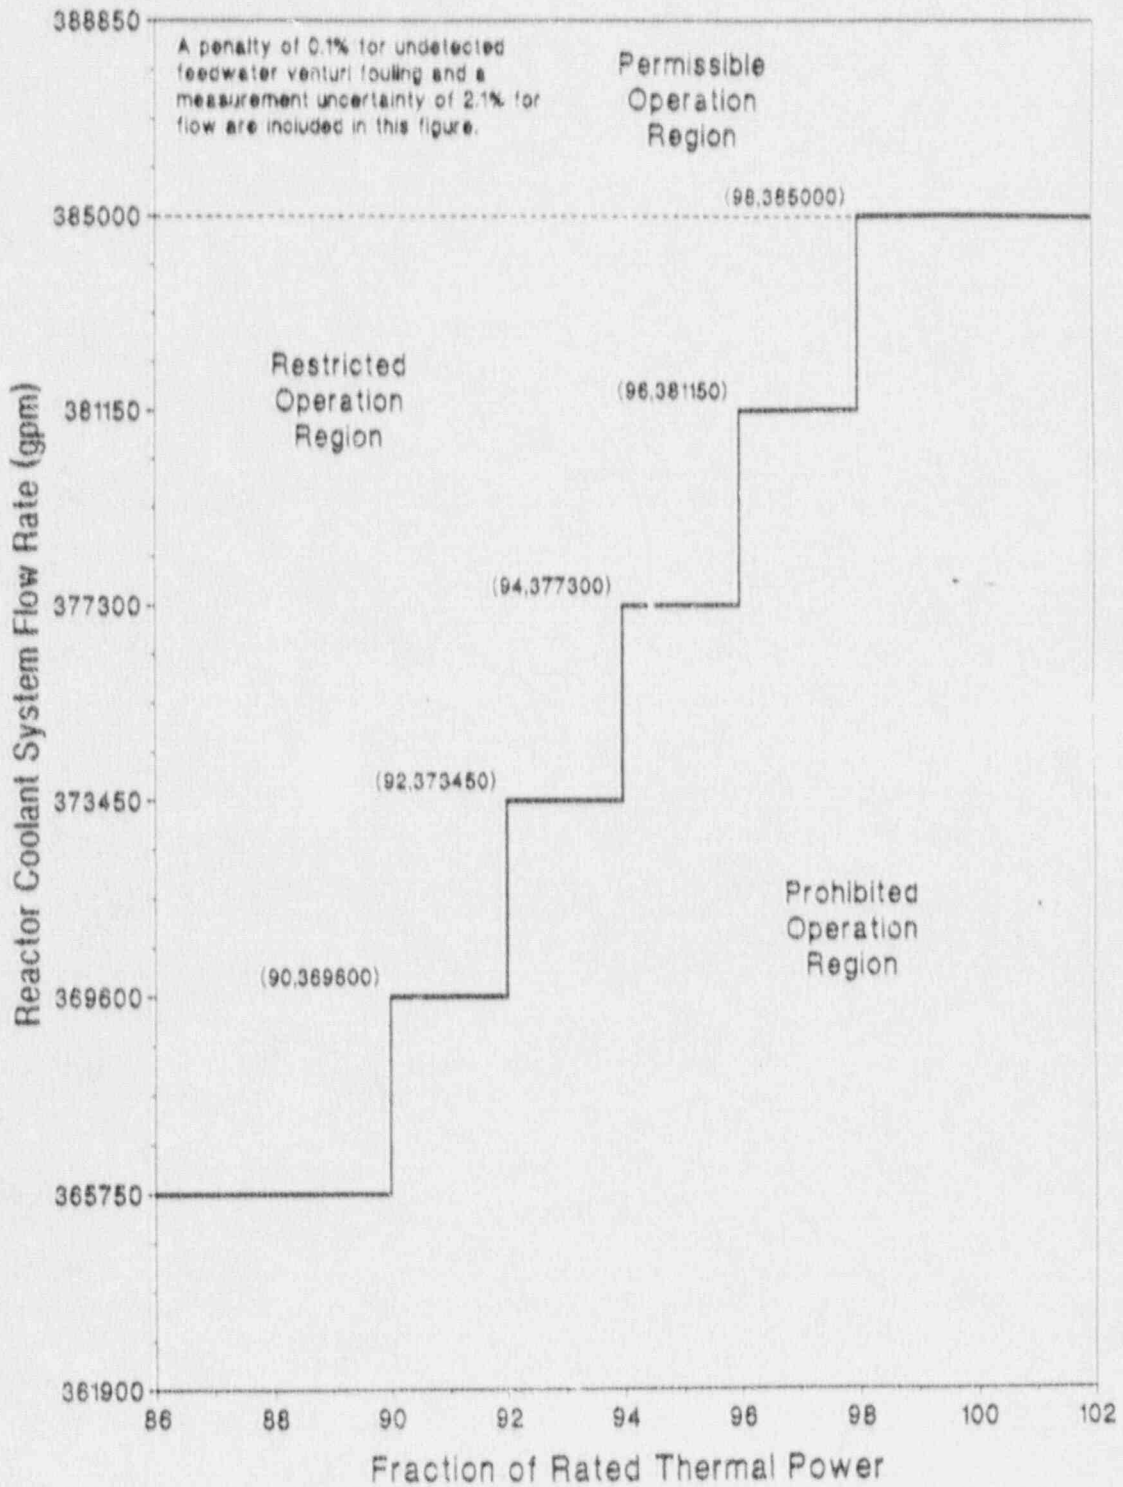 388850
A penalty of 0.1% for undetected
feedwater venturi fouling and a
measurement uncertainty of 2.1% for
flow are included in this figure.
Permissible
Operation
Region
(98,385000)
385000
Restricted
Operation
Region
(96,381150)
381150
(94,377300)
377300
(92,373450)
373450
Prohibited
Operation
Region
(90,369600)
369600
365750
361900
86 88 90 92 94 96 98 100 102
Reactor Coolant System Flow Rate (gpm)
Fraction of Rated Thermal Power